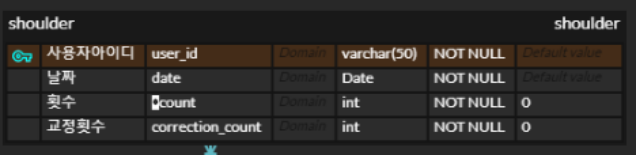 shoulder shoulder
사용자아이디 user_id Domain varchar(50) NOT NULL Default value
날짜 date Domain Date NOT NULL Default value
횟수 count Domain int NOT NULL 0
교정횟수 correction_count Domain int NOT NULL 0